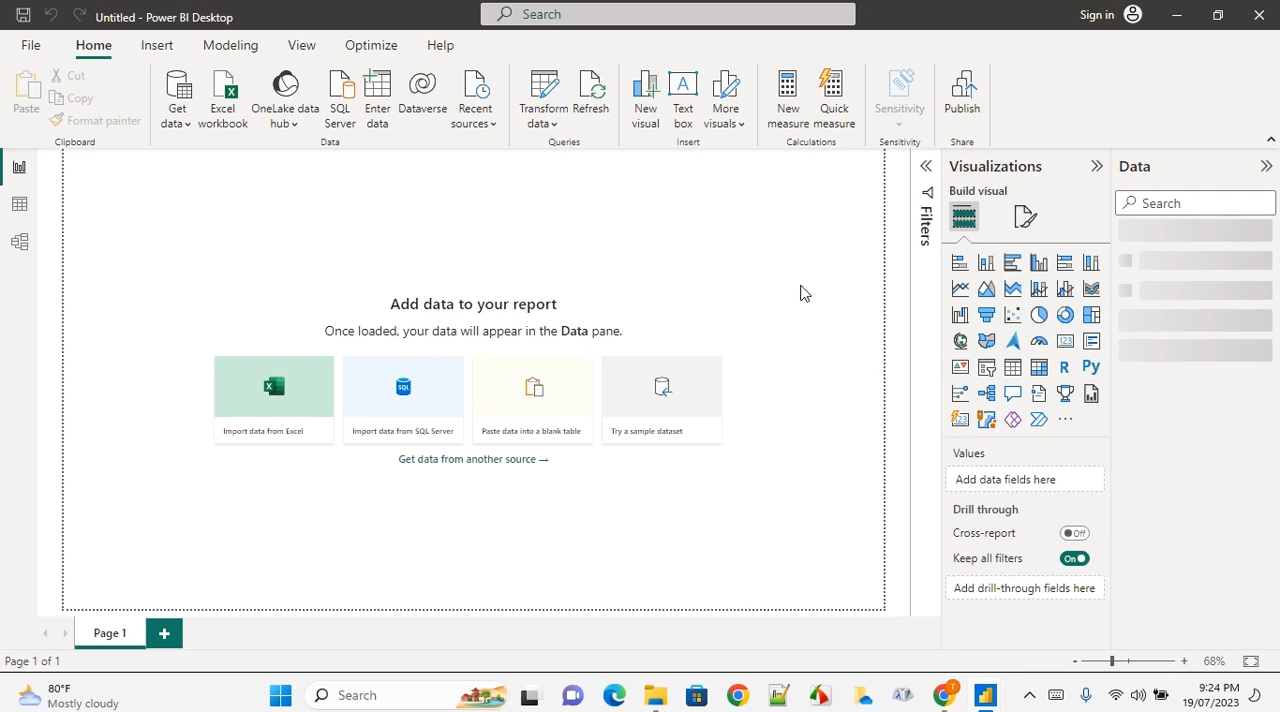 Untitled - Power BI Desktop
Search
Sign in
File Home Insert Modeling View Optimize Help
Paste
Cut
Copy
Format painter
Clipboard
Get data
Excel workbook
OneLake data hub
SQL Server
Enter data
Dataverse
Recent sources
Data
Transform data
Refresh
Queries
New visual
Text box
More visuals
Insert
New measure
Quick measure
Calculations
Sensitivity
Sensitivity
Publish
Share
Add data to your report
Once loaded, your data will appear in the Data pane.
SQL
Import data from Excel
Import data from SQL Server
Paste data into a blank table
Try a sample dataset
Get data from another source →
Filters
Visualizations
Build visual
123
R
Py
123
...
Values
Add data fields here
Drill through
Cross-report
Off
Keep all filters
On
Add drill-through fields here
Data
Search
Page 1
Page 1 of 1
- + 68%
80°F
Mostly cloudy
Search
T
9:24 PM
19/07/2023